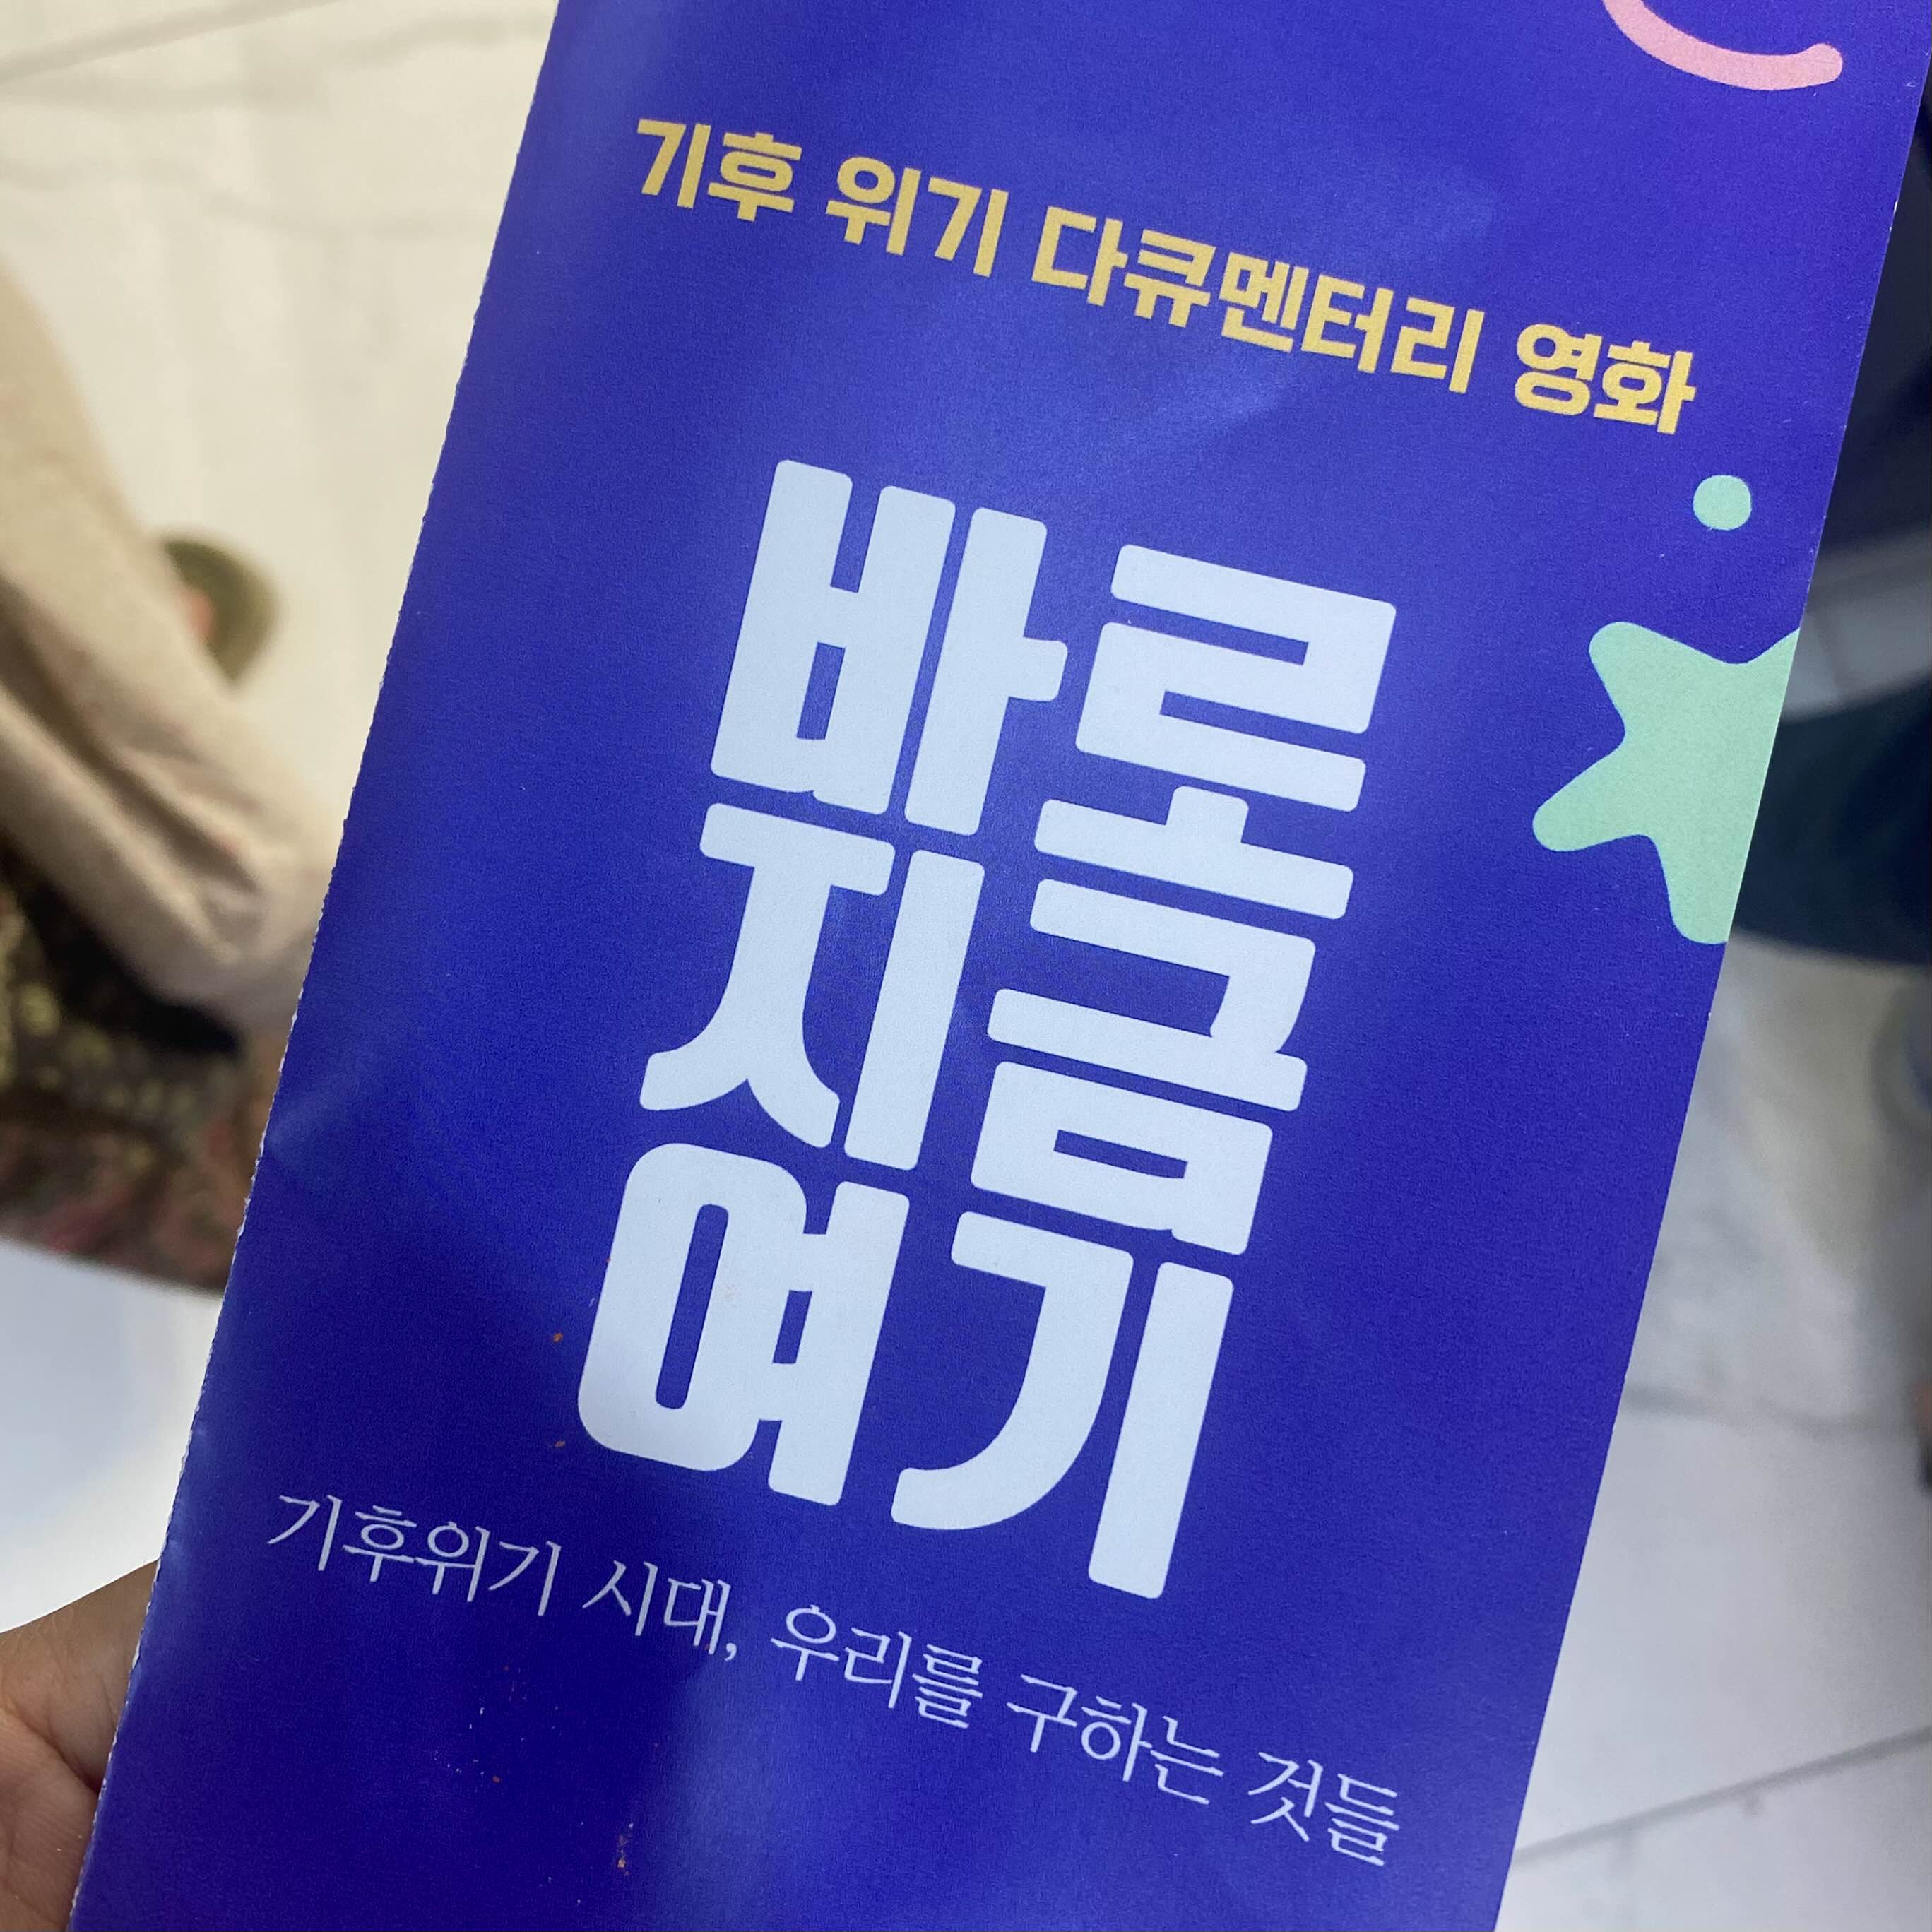 기후 위기 다큐멘터리 영화
바로
지금
여기
기후위기 시대, 우리를 구하는 것들